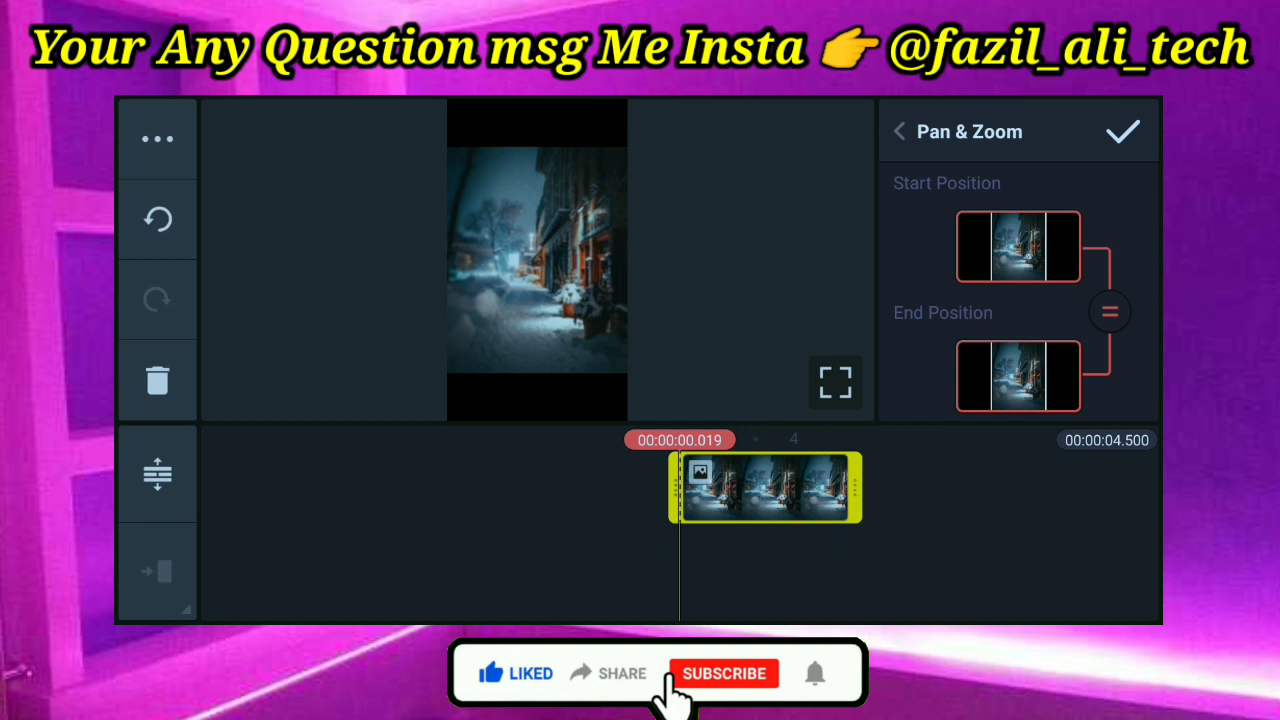 Your Any Question msg Me Insta 👉 @fazil_ali_tech
Pan & Zoom
Start Position
End Position
=
00:00:00.019
4
00:00:04.500
LIKED SHARE SUBSCRIBE